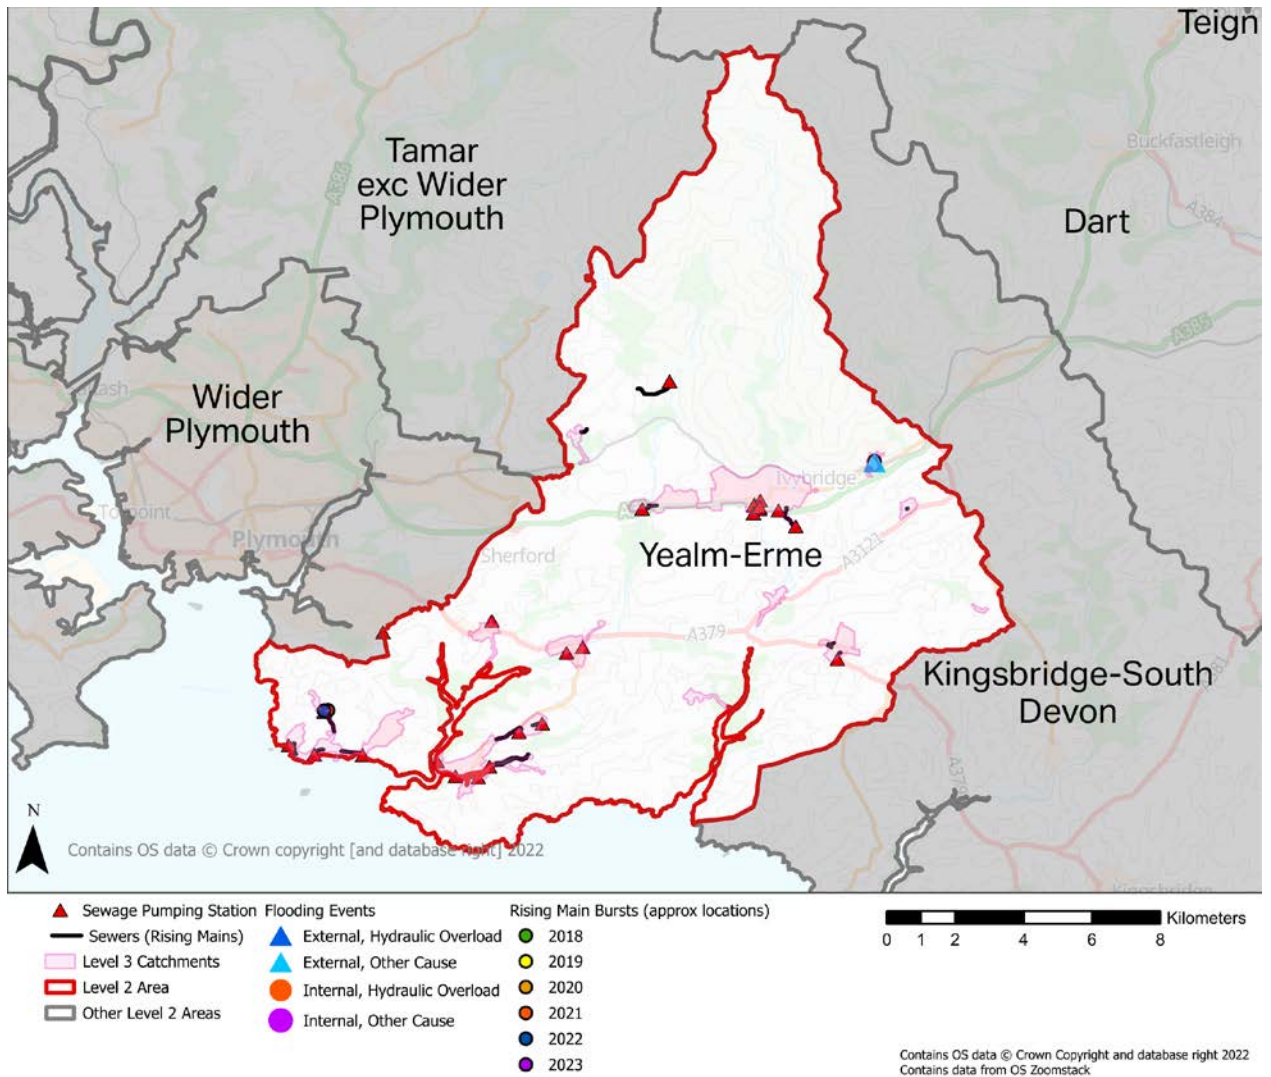 Teign
Buckfastleigh
Tamar
exc Wider
Plymouth
A386
A384
Dart
A385
Wider
Plymouth
Ivybridge
Torpoint
Plymouth
Sherford
Yealm-Erme
A3121
A379
Kingsbridge-South
Devon
A379
N
Contains OS data © Crown copyright [and database right] 2022
Sewage Pumping Station
Sewers (Rising Mains)
Level 3 Catchments
Level 2 Area
Other Level 2 Areas
Flooding Events
External, Hydraulic Overload
External, Other Cause
Internal, Hydraulic Overload
Internal, Other Cause
Rising Main Bursts (approx locations)
2018
2019
2020
2021
2022
2023
Kilometers
0 1 2 4 6 8
Contains OS data © Crown Copyright and database right 2022
Contains data from OS Zoomstack